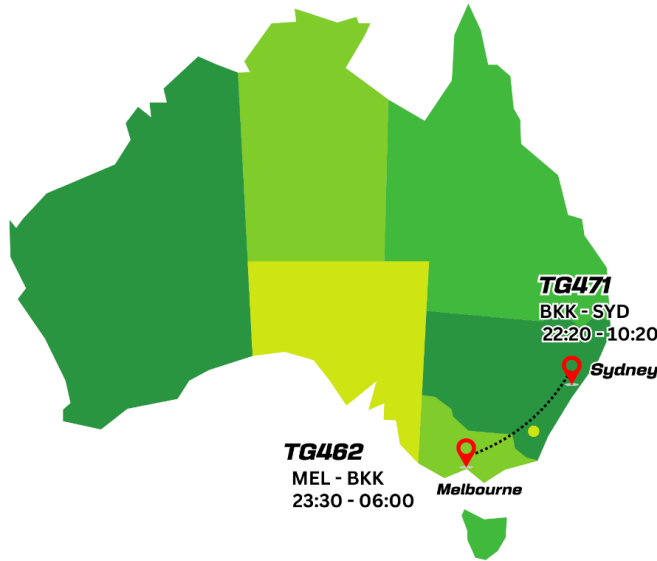 TG471
BKK - SYD
22:20 - 10:20
Sydney
TG462
MEL - BKK
23:30 - 06:00
Melbourne